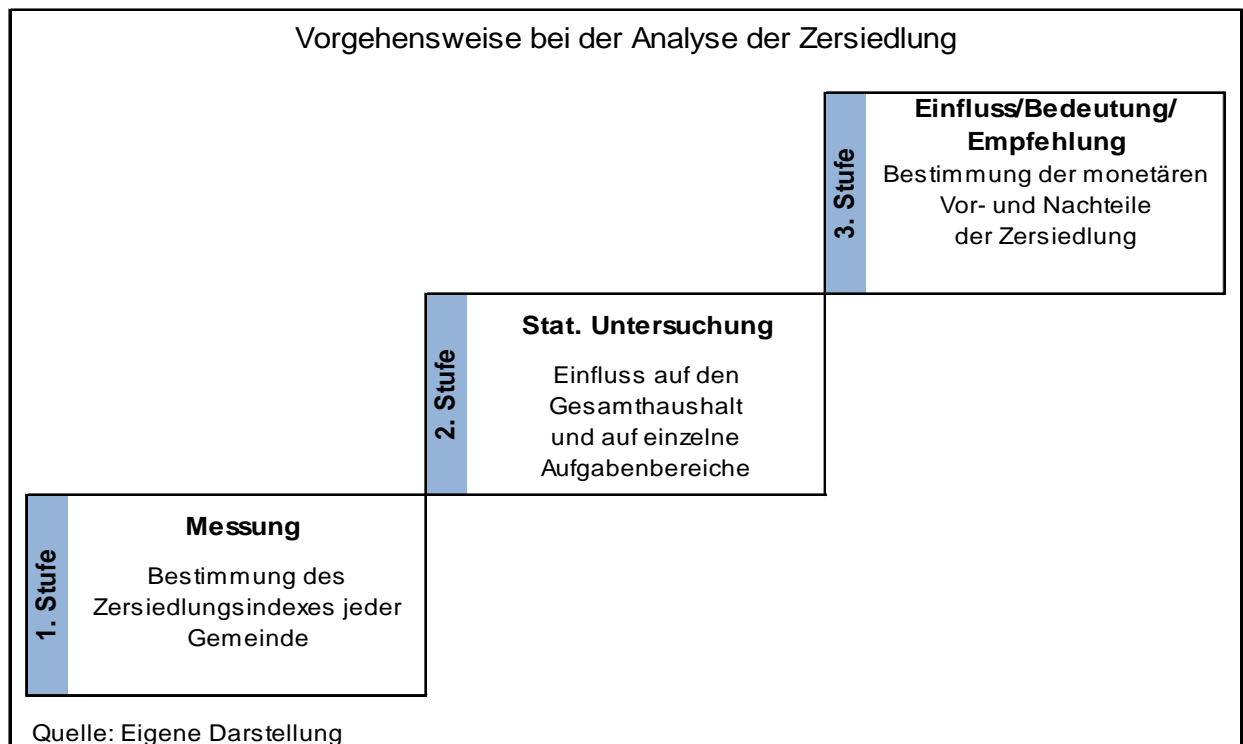 Vorgehensweise bei der Analyse der Zersiedlung
3. Stufe
Einfluss/Bedeutung/
Empfehlung
Bestimmung der monetären
Vor- und Nachteile
der Zersiedlung
2. Stufe
Stat. Untersuchung
Einfluss auf den
Gesamthaushalt
und auf einzelne
Aufgabenbereiche
1. Stufe
Messung
Bestimmung des
Zersiedlungsindexes jeder
Gemeinde
Quelle: Eigene Darstellung